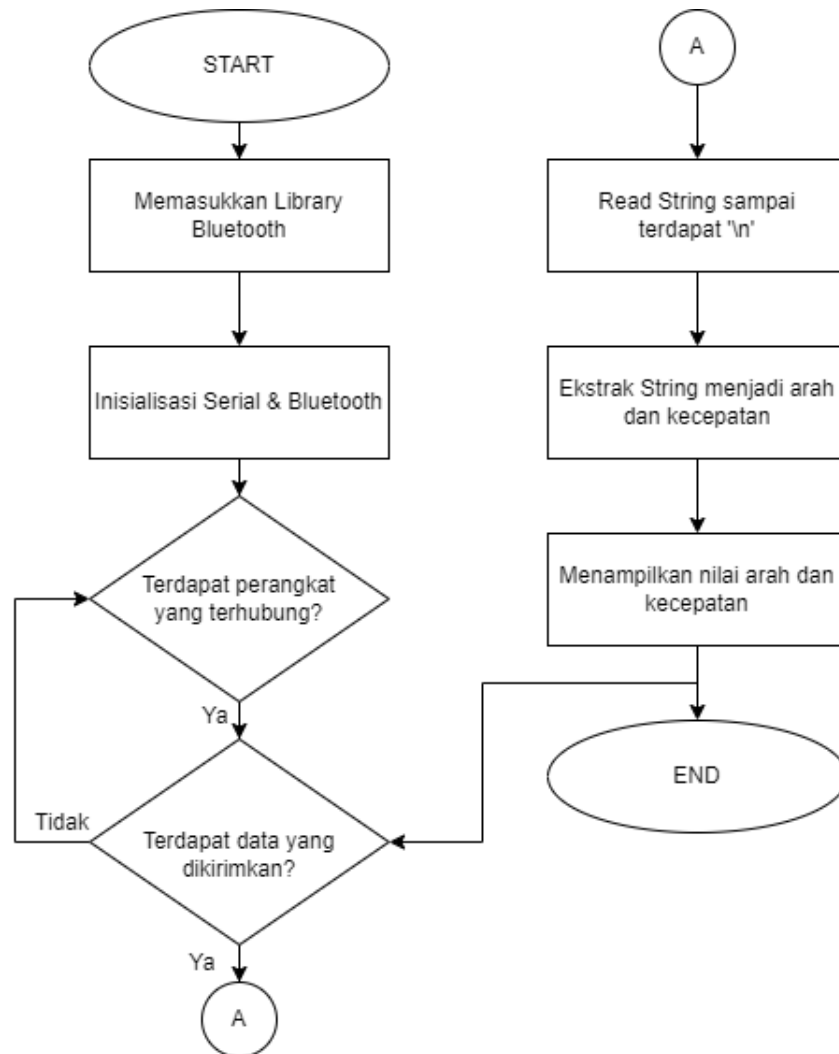 START
Memasukkan Library
Bluetooth
Inisialisasi Serial & Bluetooth
Terdapat perangkat
yang terhubung?
Ya
Tidak
Terdapat data yang
dikirimkan?
Ya
A
A
Read String sampai
terdapat '\n'
Ekstrak String menjadi arah
dan kecepatan
Menampilkan nilai arah dan
kecepatan
END